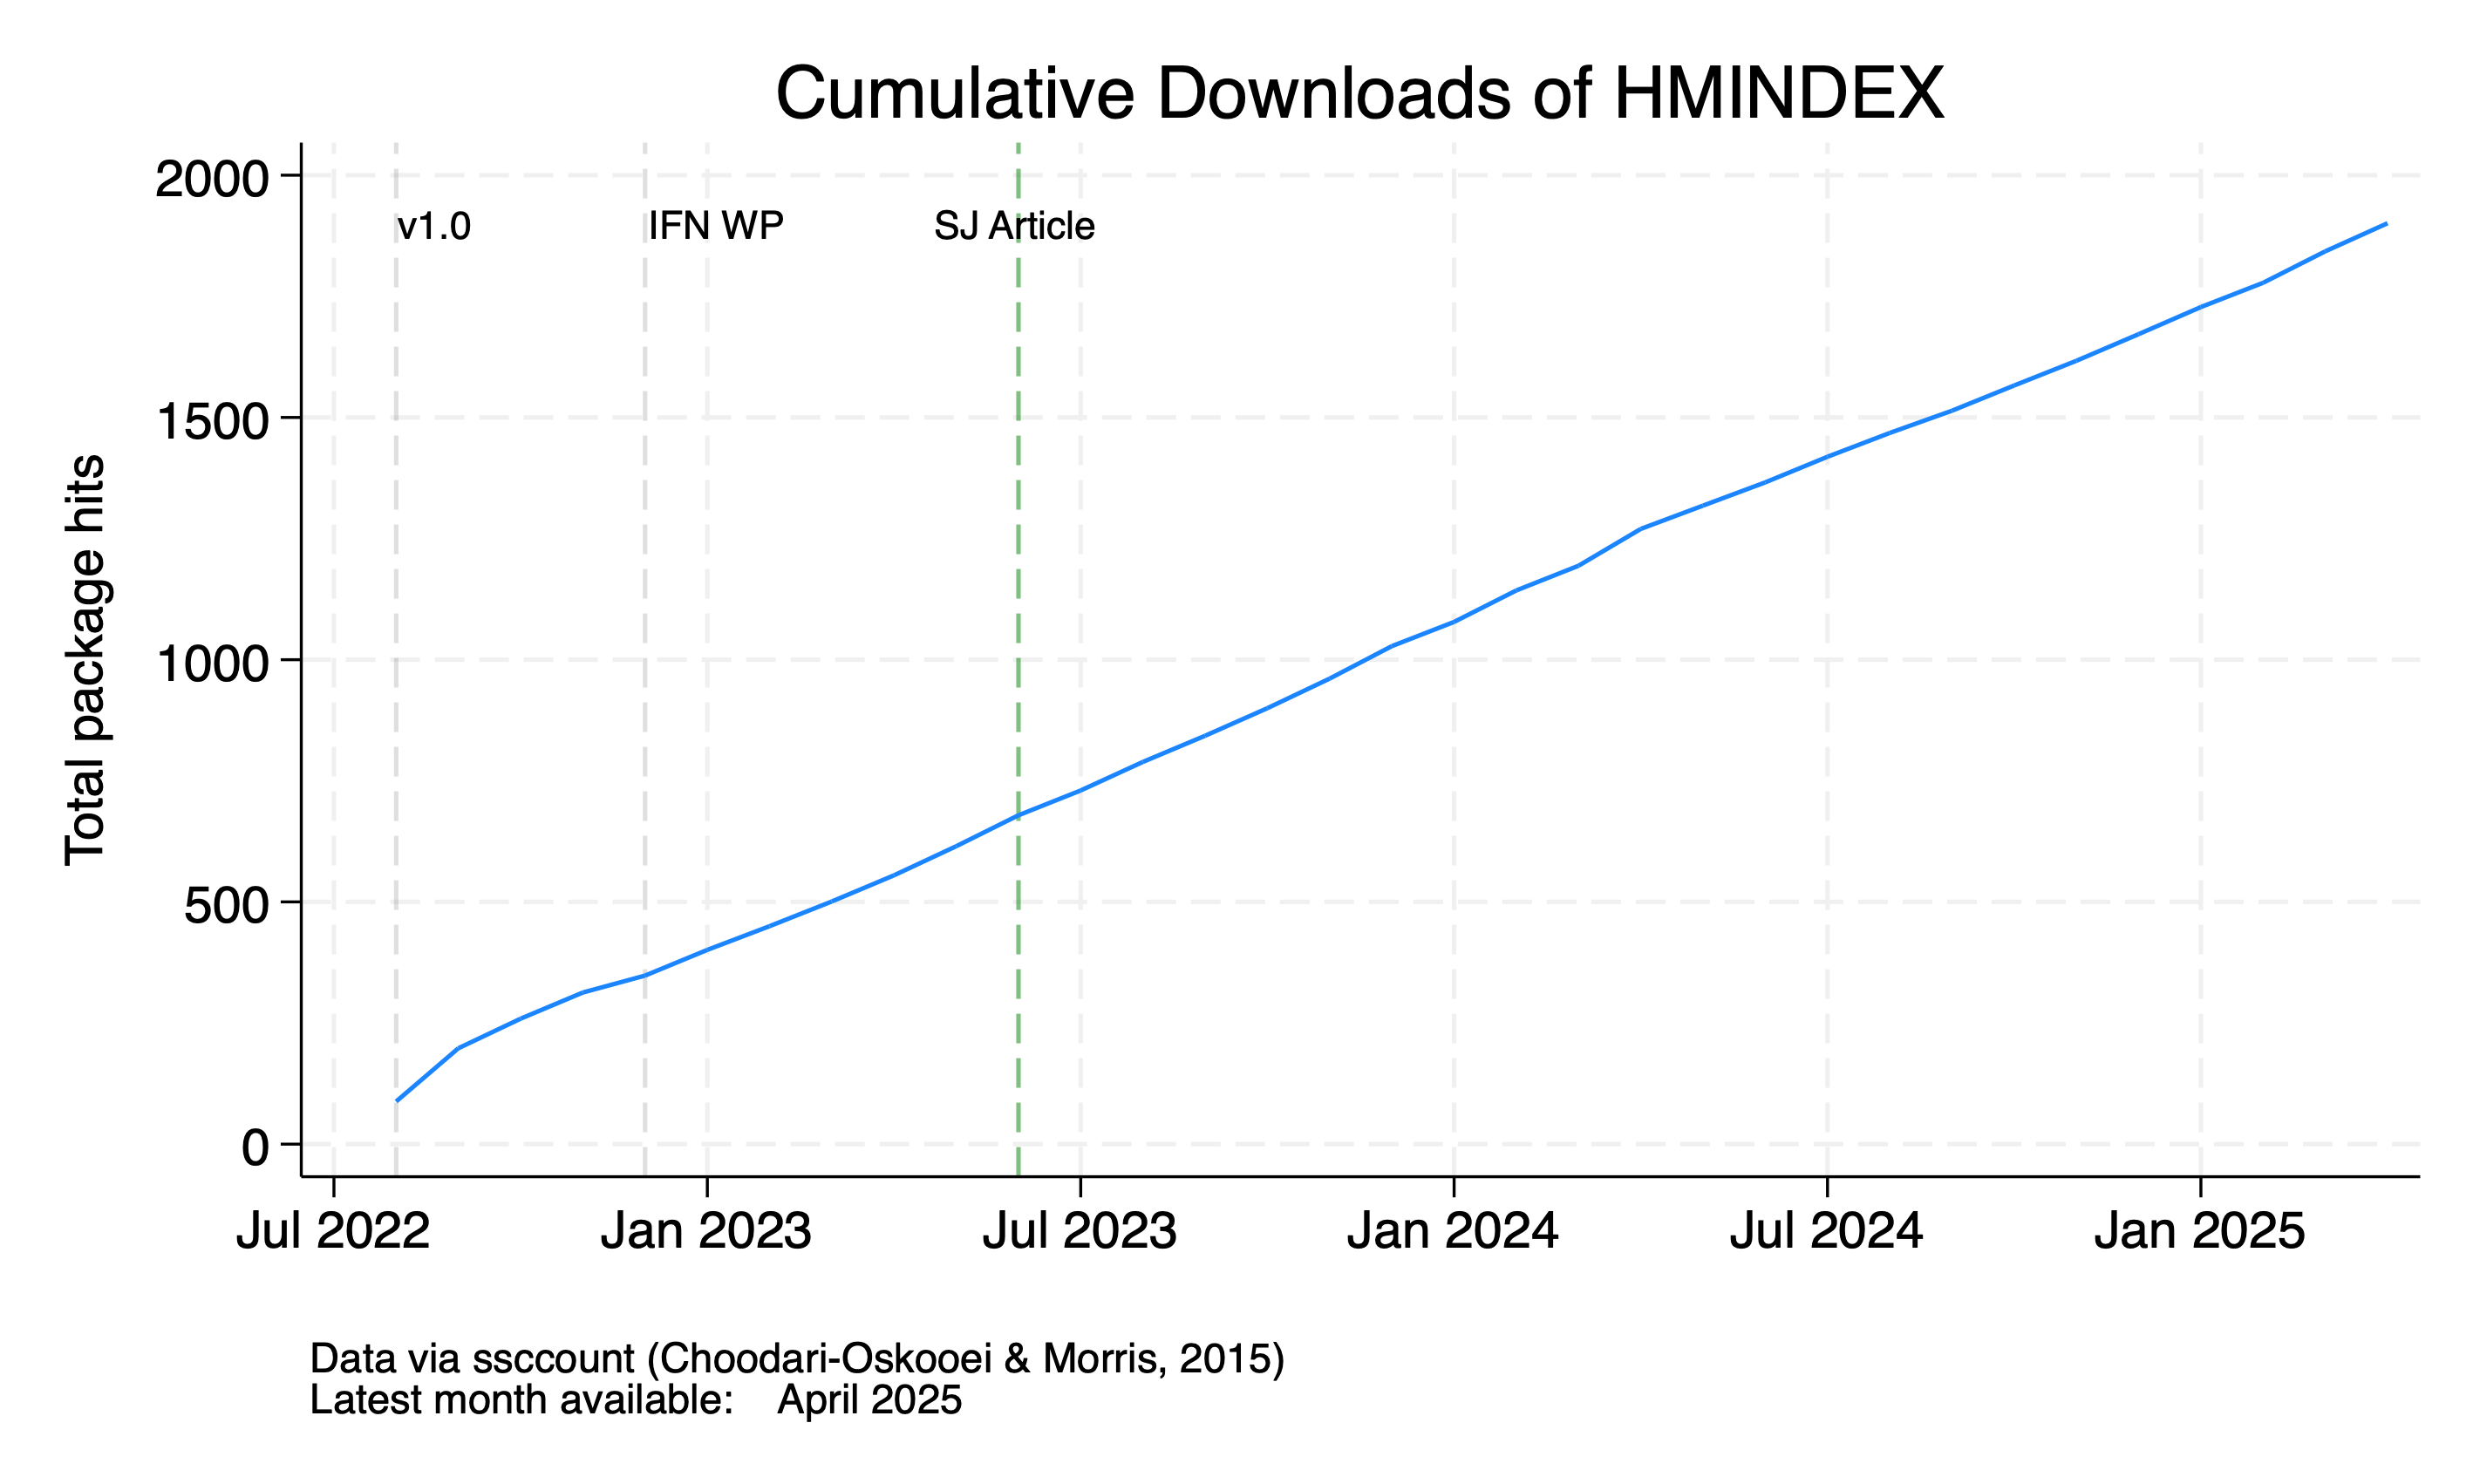 Cumulative Downloads of HMINDEX
Total package hits
2000
1500
1000
500
0
v1.0
IFN WP
SJ Article
Jul 2022
Jan 2023
Jul 2023
Jan 2024
Jul 2024
Jan 2025
Data via ssccount (Choodari-Oskooei & Morris, 2015)
Latest month available: April 2025